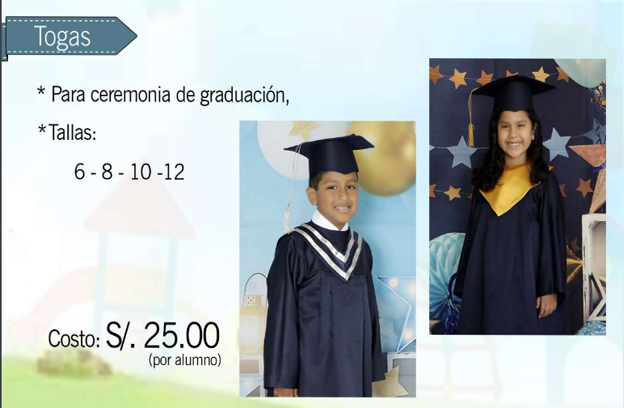 Togas
* Para ceremonia de graduación,
*Tallas:
6 - 8 - 10 -12
Costo: S/. 25.00
(por alumno)